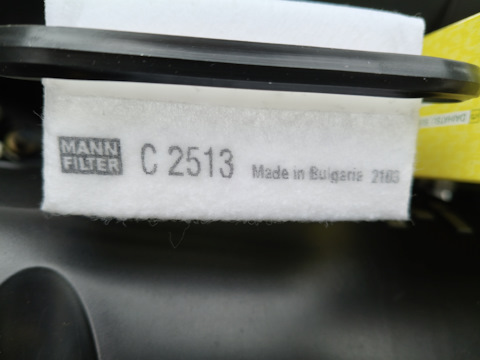 MANN
FILTER
C 2513
Made in Bulgaria